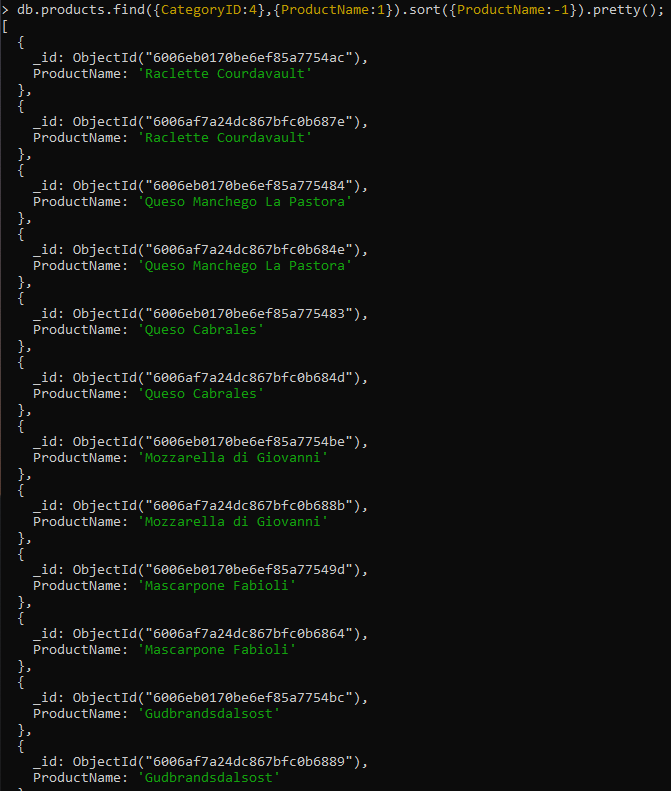 > db.products.find({CategoryID:4},{ProductName:1}).sort({ProductName:-1}).pretty();
[
  {
    _id: ObjectId("6006eb0170be6ef85a7754ac"),
    ProductName: 'Raclette Courdavault'
  },
  {
    _id: ObjectId("6006af7a24dc867bfc0b687e"),
    ProductName: 'Raclette Courdavault'
  },
  {
    _id: ObjectId("6006eb0170be6ef85a775484"),
    ProductName: 'Queso Manchego La Pastora'
  },
  {
    _id: ObjectId("6006af7a24dc867bfc0b684e"),
    ProductName: 'Queso Manchego La Pastora'
  },
  {
    _id: ObjectId("6006eb0170be6ef85a775483"),
    ProductName: 'Queso Cabrales'
  },
  {
    _id: ObjectId("6006af7a24dc867bfc0b684d"),
    ProductName: 'Queso Cabrales'
  },
  {
    _id: ObjectId("6006eb0170be6ef85a7754be"),
    ProductName: 'Mozzarella di Giovanni'
  },
  {
    _id: ObjectId("6006af7a24dc867bfc0b688b"),
    ProductName: 'Mozzarella di Giovanni'
  },
  {
    _id: ObjectId("6006eb0170be6ef85a77549d"),
    ProductName: 'Mascarpone Fabioli'
  },
  {
    _id: ObjectId("6006af7a24dc867bfc0b6864"),
    ProductName: 'Mascarpone Fabioli'
  },
  {
    _id: ObjectId("6006eb0170be6ef85a7754bc"),
    ProductName: 'Gudbrandsdalsost'
  },
  {
    _id: ObjectId("6006af7a24dc867bfc0b6889"),
    ProductName: 'Gudbrandsdalsost'